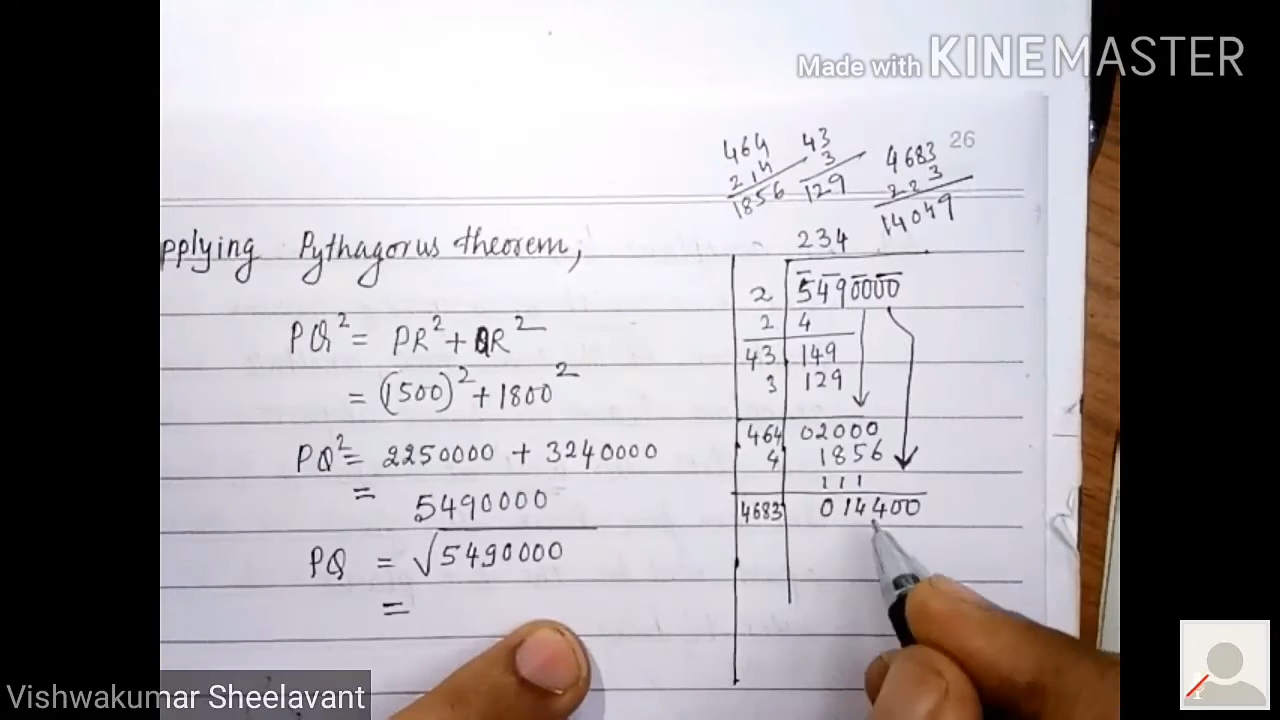 Made with KINEMASTER
26
464 43 4683
214 3 223
1856 129 14049
pplying Pythagorus theorem,
234
2 5490000
2 4
43 149
3 129
464 02000
4 1856
111
4683 014400
PQ² = PR² + QR²
= (1500)² + 1800²
PQ² = 2250000 + 3240000
= 5490000
PQ = √5490000
=
Vishwakumar Sheelavant